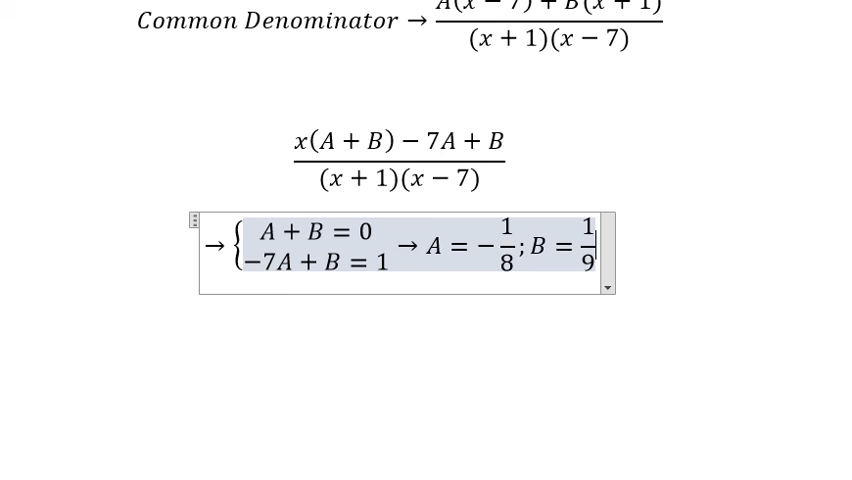 Common Denominator → A(x − 7) + B(x + 1) / (x + 1)(x − 7)
x(A + B) − 7A + B / (x + 1)(x − 7)
→ { A + B = 0
−7A + B = 1 → A = −1/8; B = 1/9